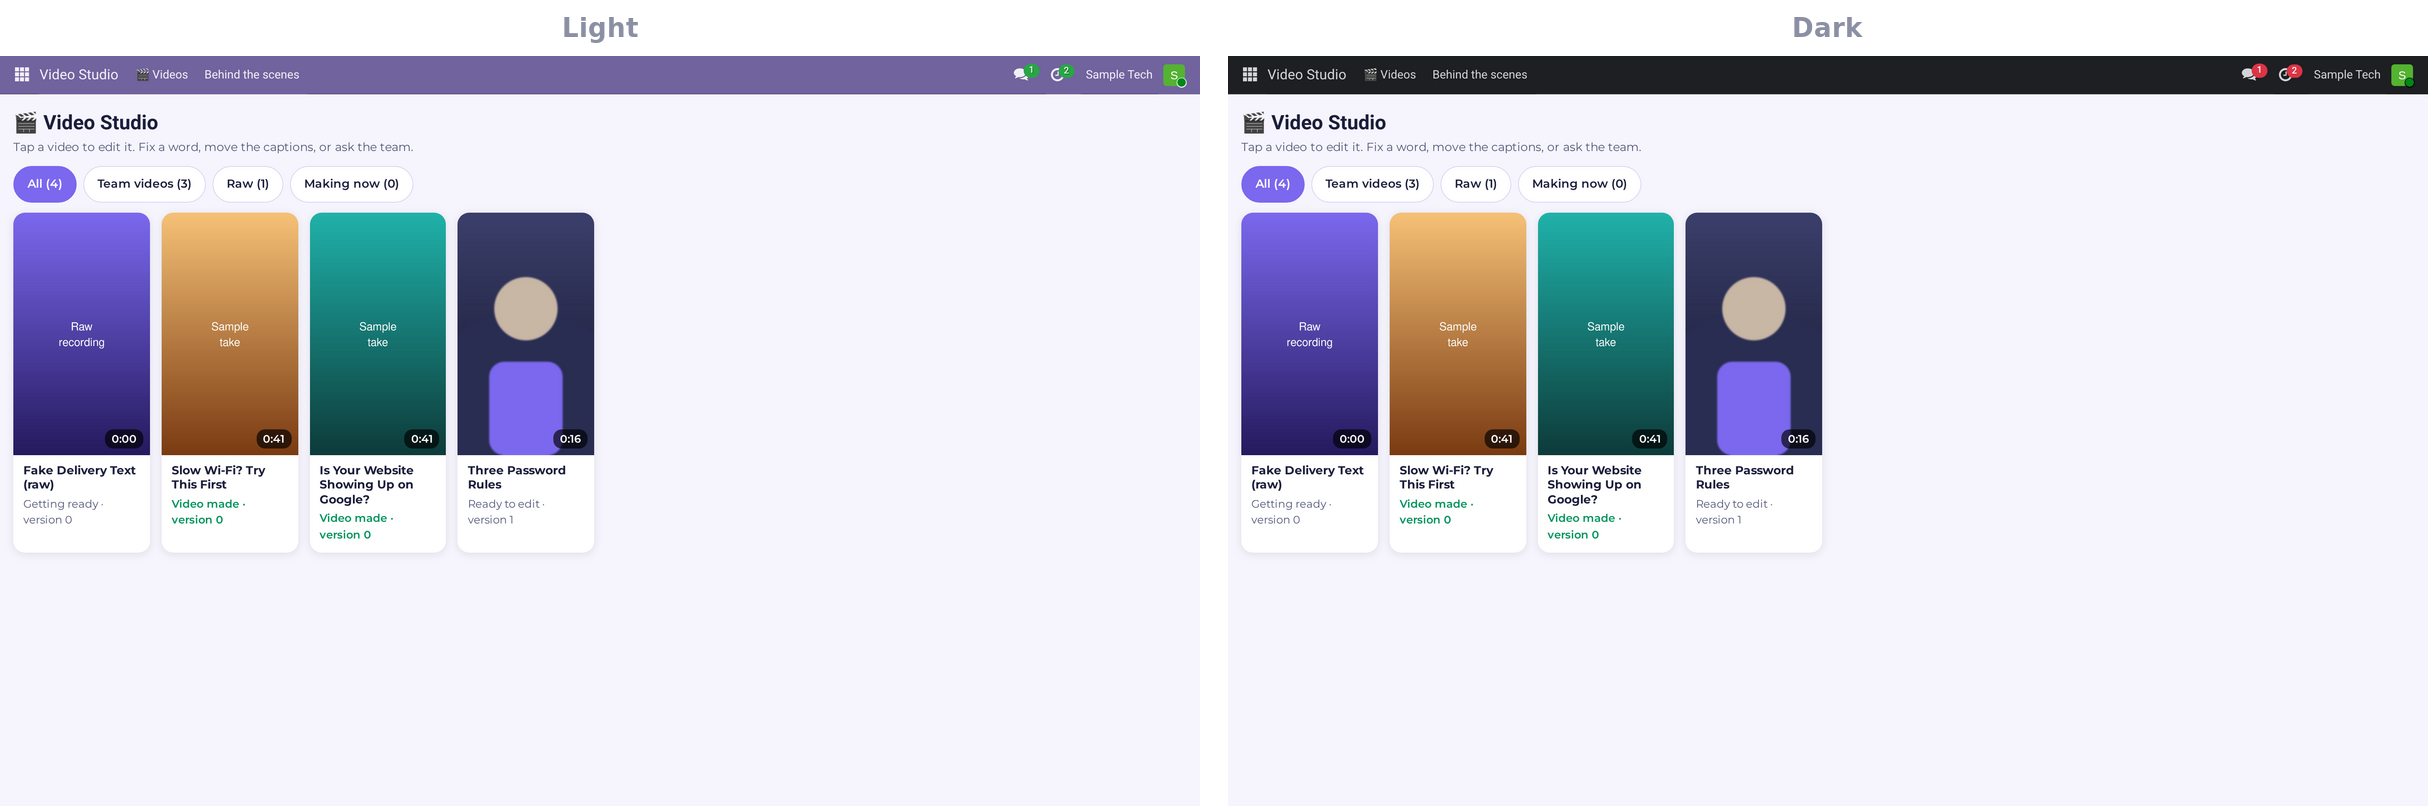 Light
Video Studio 🎬 Videos Behind the scenes 1 2 Sample Tech S
🎬 Video Studio
Tap a video to edit it. Fix a word, move the captions, or ask the team.
All (4) Team videos (3) Raw (1) Making now (0)
Raw
recording
0:00
Fake Delivery Text
(raw)
Getting ready ·
version 0
Sample
take
0:41
Slow Wi-Fi? Try
This First
Video made ·
version 0
Sample
take
0:41
Is Your Website
Showing Up on
Google?
Video made ·
version 0
0:16
Three Password
Rules
Ready to edit ·
version 1
Dark
Video Studio 🎬 Videos Behind the scenes 1 2 Sample Tech S
🎬 Video Studio
Tap a video to edit it. Fix a word, move the captions, or ask the team.
All (4) Team videos (3) Raw (1) Making now (0)
Raw
recording
0:00
Fake Delivery Text
(raw)
Getting ready ·
version 0
Sample
take
0:41
Slow Wi-Fi? Try
This First
Video made ·
version 0
Sample
take
0:41
Is Your Website
Showing Up on
Google?
Video made ·
version 0
0:16
Three Password
Rules
Ready to edit ·
version 1